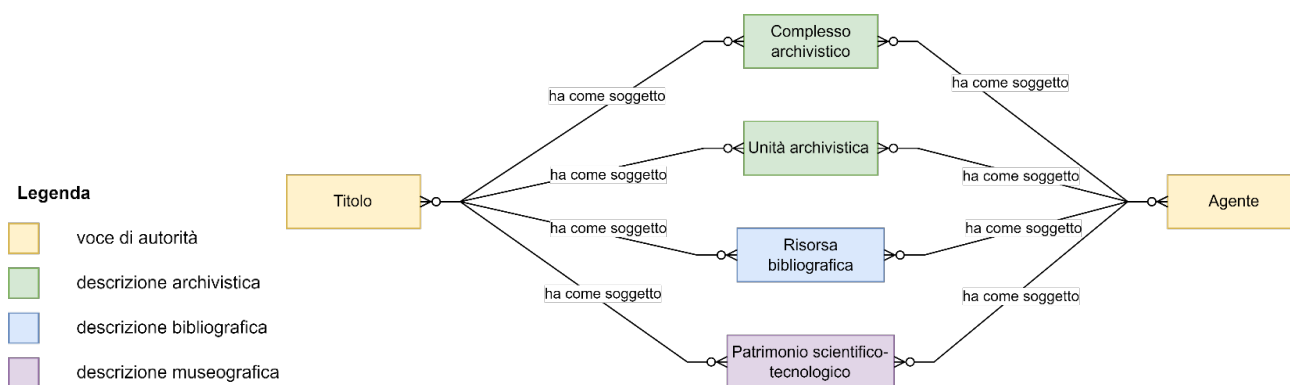 Complesso
archivistico
ha come soggetto
ha come soggetto
Unità archivistica
ha come soggetto
ha come soggetto
Legenda
Titolo
Agente
voce di autorità
ha come soggetto
ha come soggetto
Risorsa
bibliografica
descrizione archivistica
ha come soggetto
ha come soggetto
descrizione bibliografica
Patrimonio scientifico-
tecnologico
descrizione museografica